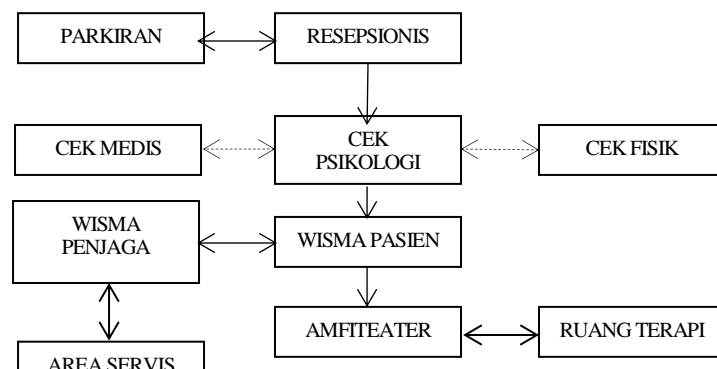 PARKIRAN
RESEPSIONIS
CEK MEDIS
CEK
PSIKOLOGI
CEK FISIK
WISMA
PENJAGA
WISMA PASIEN
AMFITEATER
RUANG TERAPI
AREA SERVIS